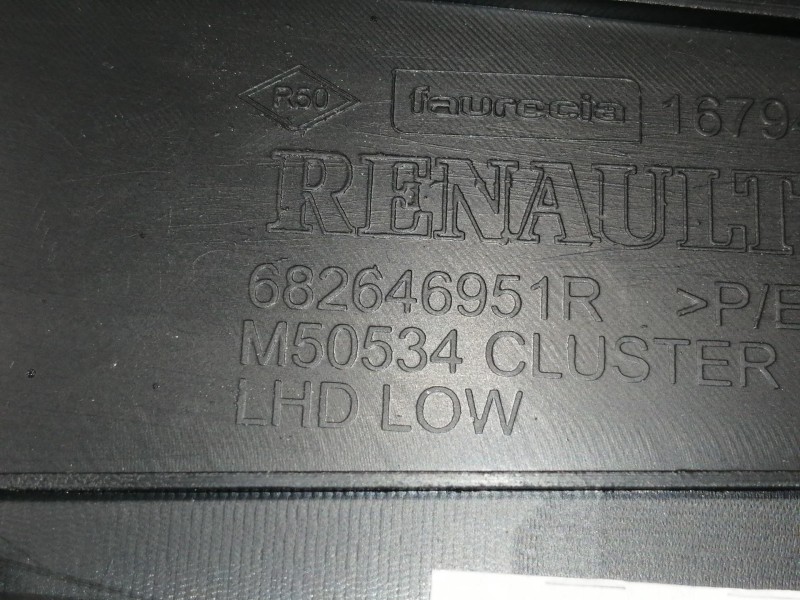 R50 faurecia 1679
RENAULT
682646951R >P/E
M50534 CLUSTER
LHD LOW